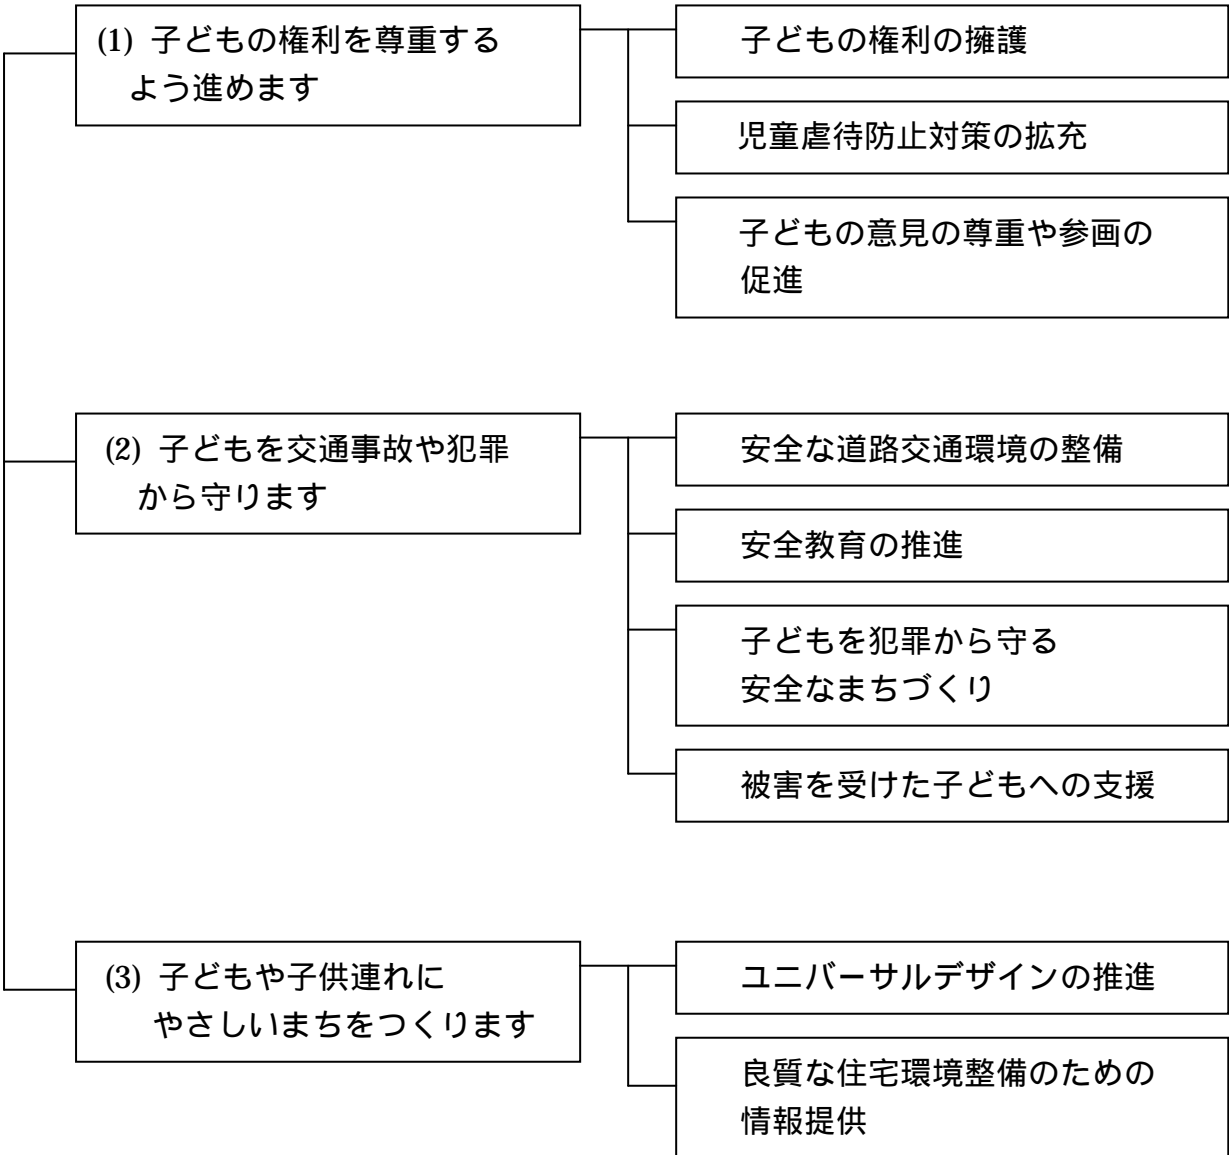 (1) 子どもの権利を尊重する
よう進めます
子どもの権利の擁護
児童虐待防止対策の拡充
子どもの意見の尊重や参画の
促進
(2) 子どもを交通事故や犯罪
から守ります
安全な道路交通環境の整備
安全教育の推進
子どもを犯罪から守る
安全なまちづくり
被害を受けた子どもへの支援
(3) 子どもや子供連れに
やさしいまちをつくります
ユニバーサルデザインの推進
良質な住宅環境整備のための
情報提供